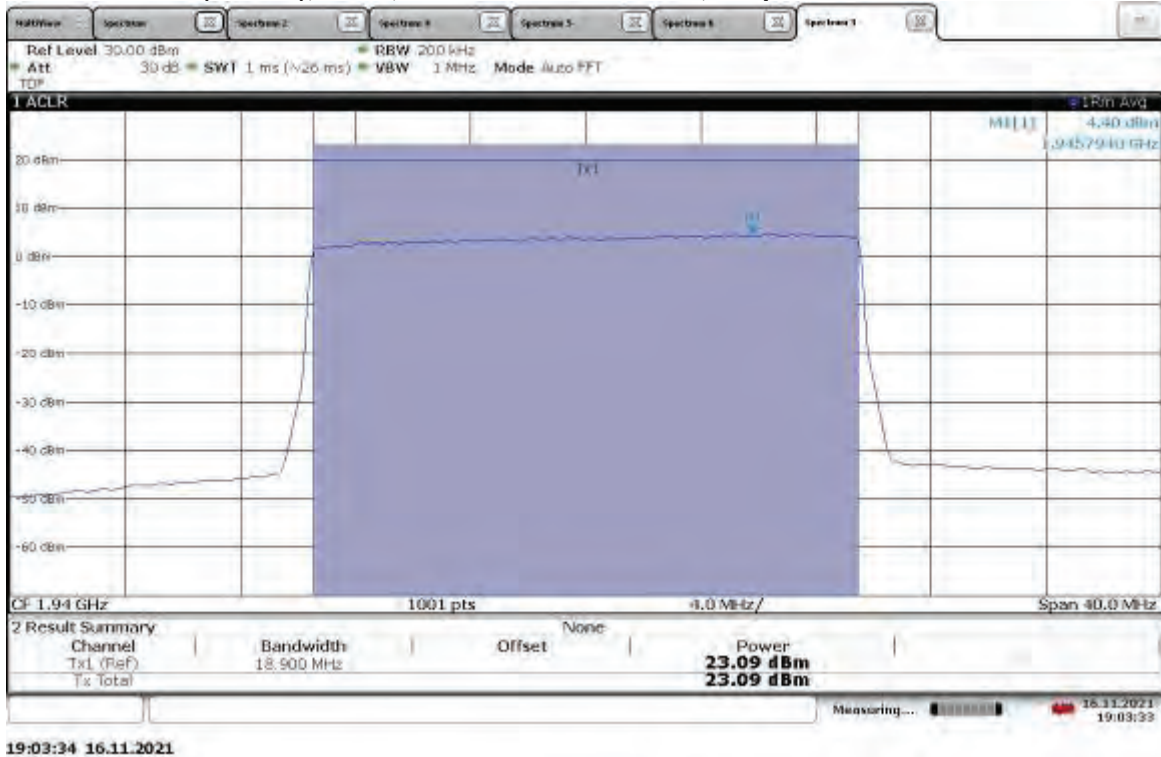 MultiView Spectrum Spectrum 2 Spectrum 4 Spectrum 5 Spectrum 6 Spectrum 3
Ref Level 30.00 dBm RBW 200 kHz
Att 30 dB SWT 1 ms (~26 ms) VBW 1 MHz Mode Auto FFT
TDF
1 ACLR 1Rm Avg
M1[1] 4.40 dBm
1.9457940 GHz
20 dBm
Tx1
10 dBm
M1
0 dBm
-10 dBm
-20 dBm
-30 dBm
-40 dBm
-50 dBm
-60 dBm
CF 1.94 GHz 1001 pts 4.0 MHz/ Span 40.0 MHz
2 Result Summary None
Channel Bandwidth Offset Power
Tx1 (Ref) 18.900 MHz 23.09 dBm
Tx Total 23.09 dBm
Measuring... 16.11.2021
19:03:33
19:03:34 16.11.2021